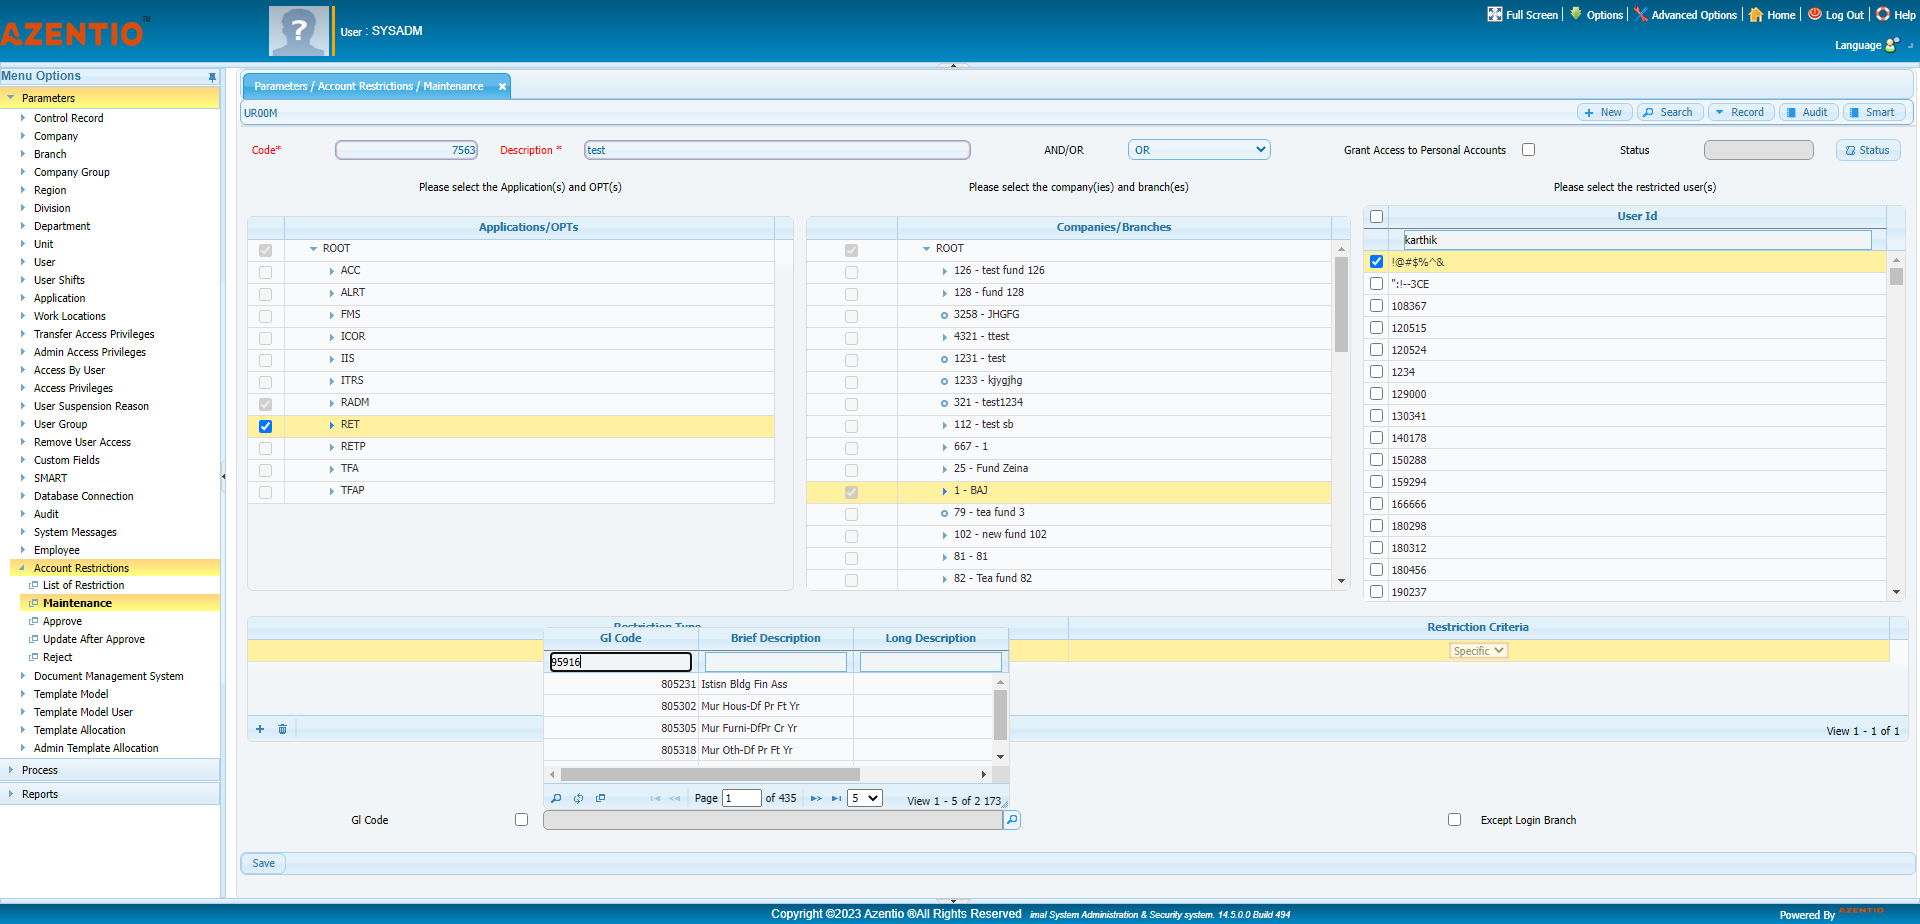 AZENTIO™
User : SYSADM
Full Screen
Options
Advanced Options
Home
Log Out
Help
Language
Menu Options
Parameters
Control Record
Company
Branch
Company Group
Region
Division
Department
Unit
User
User Shifts
Application
Work Locations
Transfer Access Privileges
Admin Access Privileges
Access By User
Access Privileges
User Suspension Reason
User Group
Remove User Access
Custom Fields
SMART
Database Connection
Audit
System Messages
Employee
Account Restrictions
List of Restriction
Maintenance
Approve
Update After Approve
Reject
Document Management System
Template Model
Template Model User
Template Allocation
Admin Template Allocation
Process
Reports
Parameters / Account Restrictions / Maintenance
UR00M
New
Search
Record
Audit
Smart
Code*
7563
Description *
test
AND/OR
OR
Grant Access to Personal Accounts
Status
Status
Please select the Application(s) and OPT(s)
Please select the company(ies) and branch(es)
Please select the restricted user(s)
Applications/OPTs
ROOT
ACC
ALRT
FMS
ICOR
IIS
ITRS
RADM
RET
RETP
TFA
TFAP
Companies/Branches
ROOT
126 - test fund 126
128 - fund 128
3258 - JHGFG
4321 - ttest
1231 - test
1233 - kjygjhg
321 - test1234
112 - test sb
667 - 1
25 - Fund Zeina
1 - BAJ
79 - tea fund 3
102 - new fund 102
81 - 81
82 - Tea fund 82
User Id
karthik
!@#$%^&
":!--3CE
108367
120515
120524
1234
129000
130341
140178
150288
159294
166666
180298
180312
180456
190237
Restriction Type
Restriction Criteria
Specific
Gl Code
Brief Description
Long Description
95916
805231 Istisn Bldg Fin Ass
805302 Mur Hous-Df Pr Ft Yr
805305 Mur Furni-DfPr Cr Yr
805318 Mur Oth-Df Pr Ft Yr
Page 1 of 435
5
View 1 - 5 of 2 173
View 1 - 1 of 1
Gl Code
Except Login Branch
Save
Copyright ©2023 Azentio ®All Rights Reserved imal System Administration & Security system. 14.5.0.0 Build 494
Powered By AZENTIO